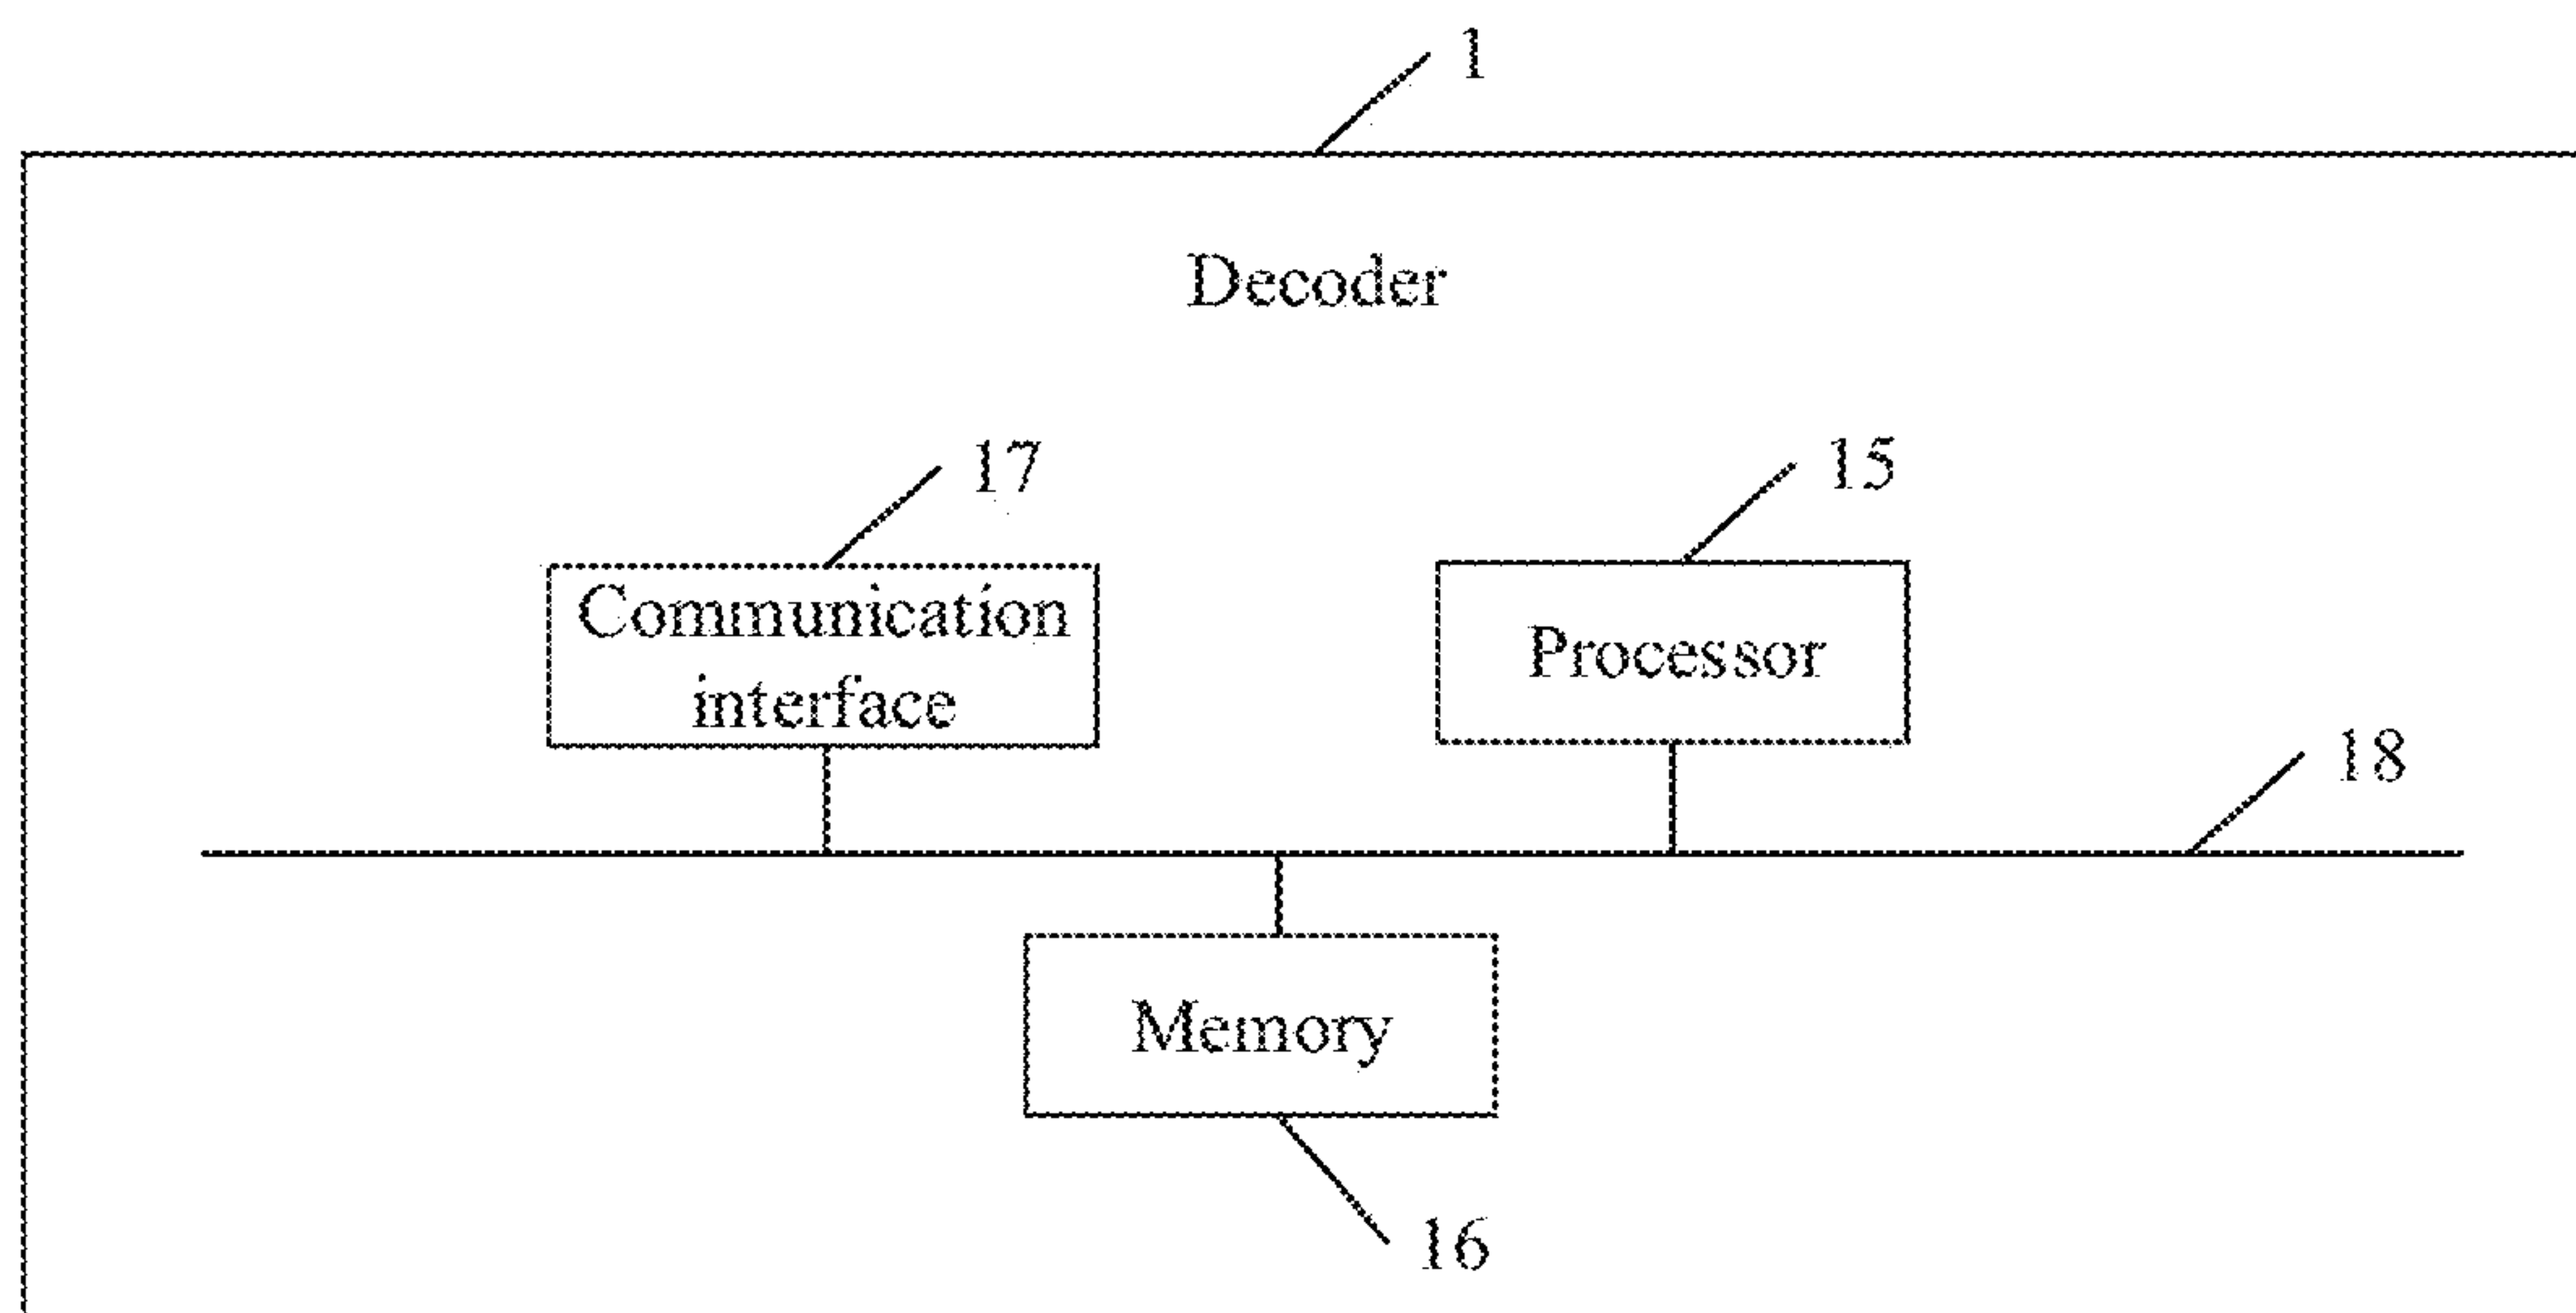 1
Decoder
17
15
Communication
interface
Processor
18
Memory
16